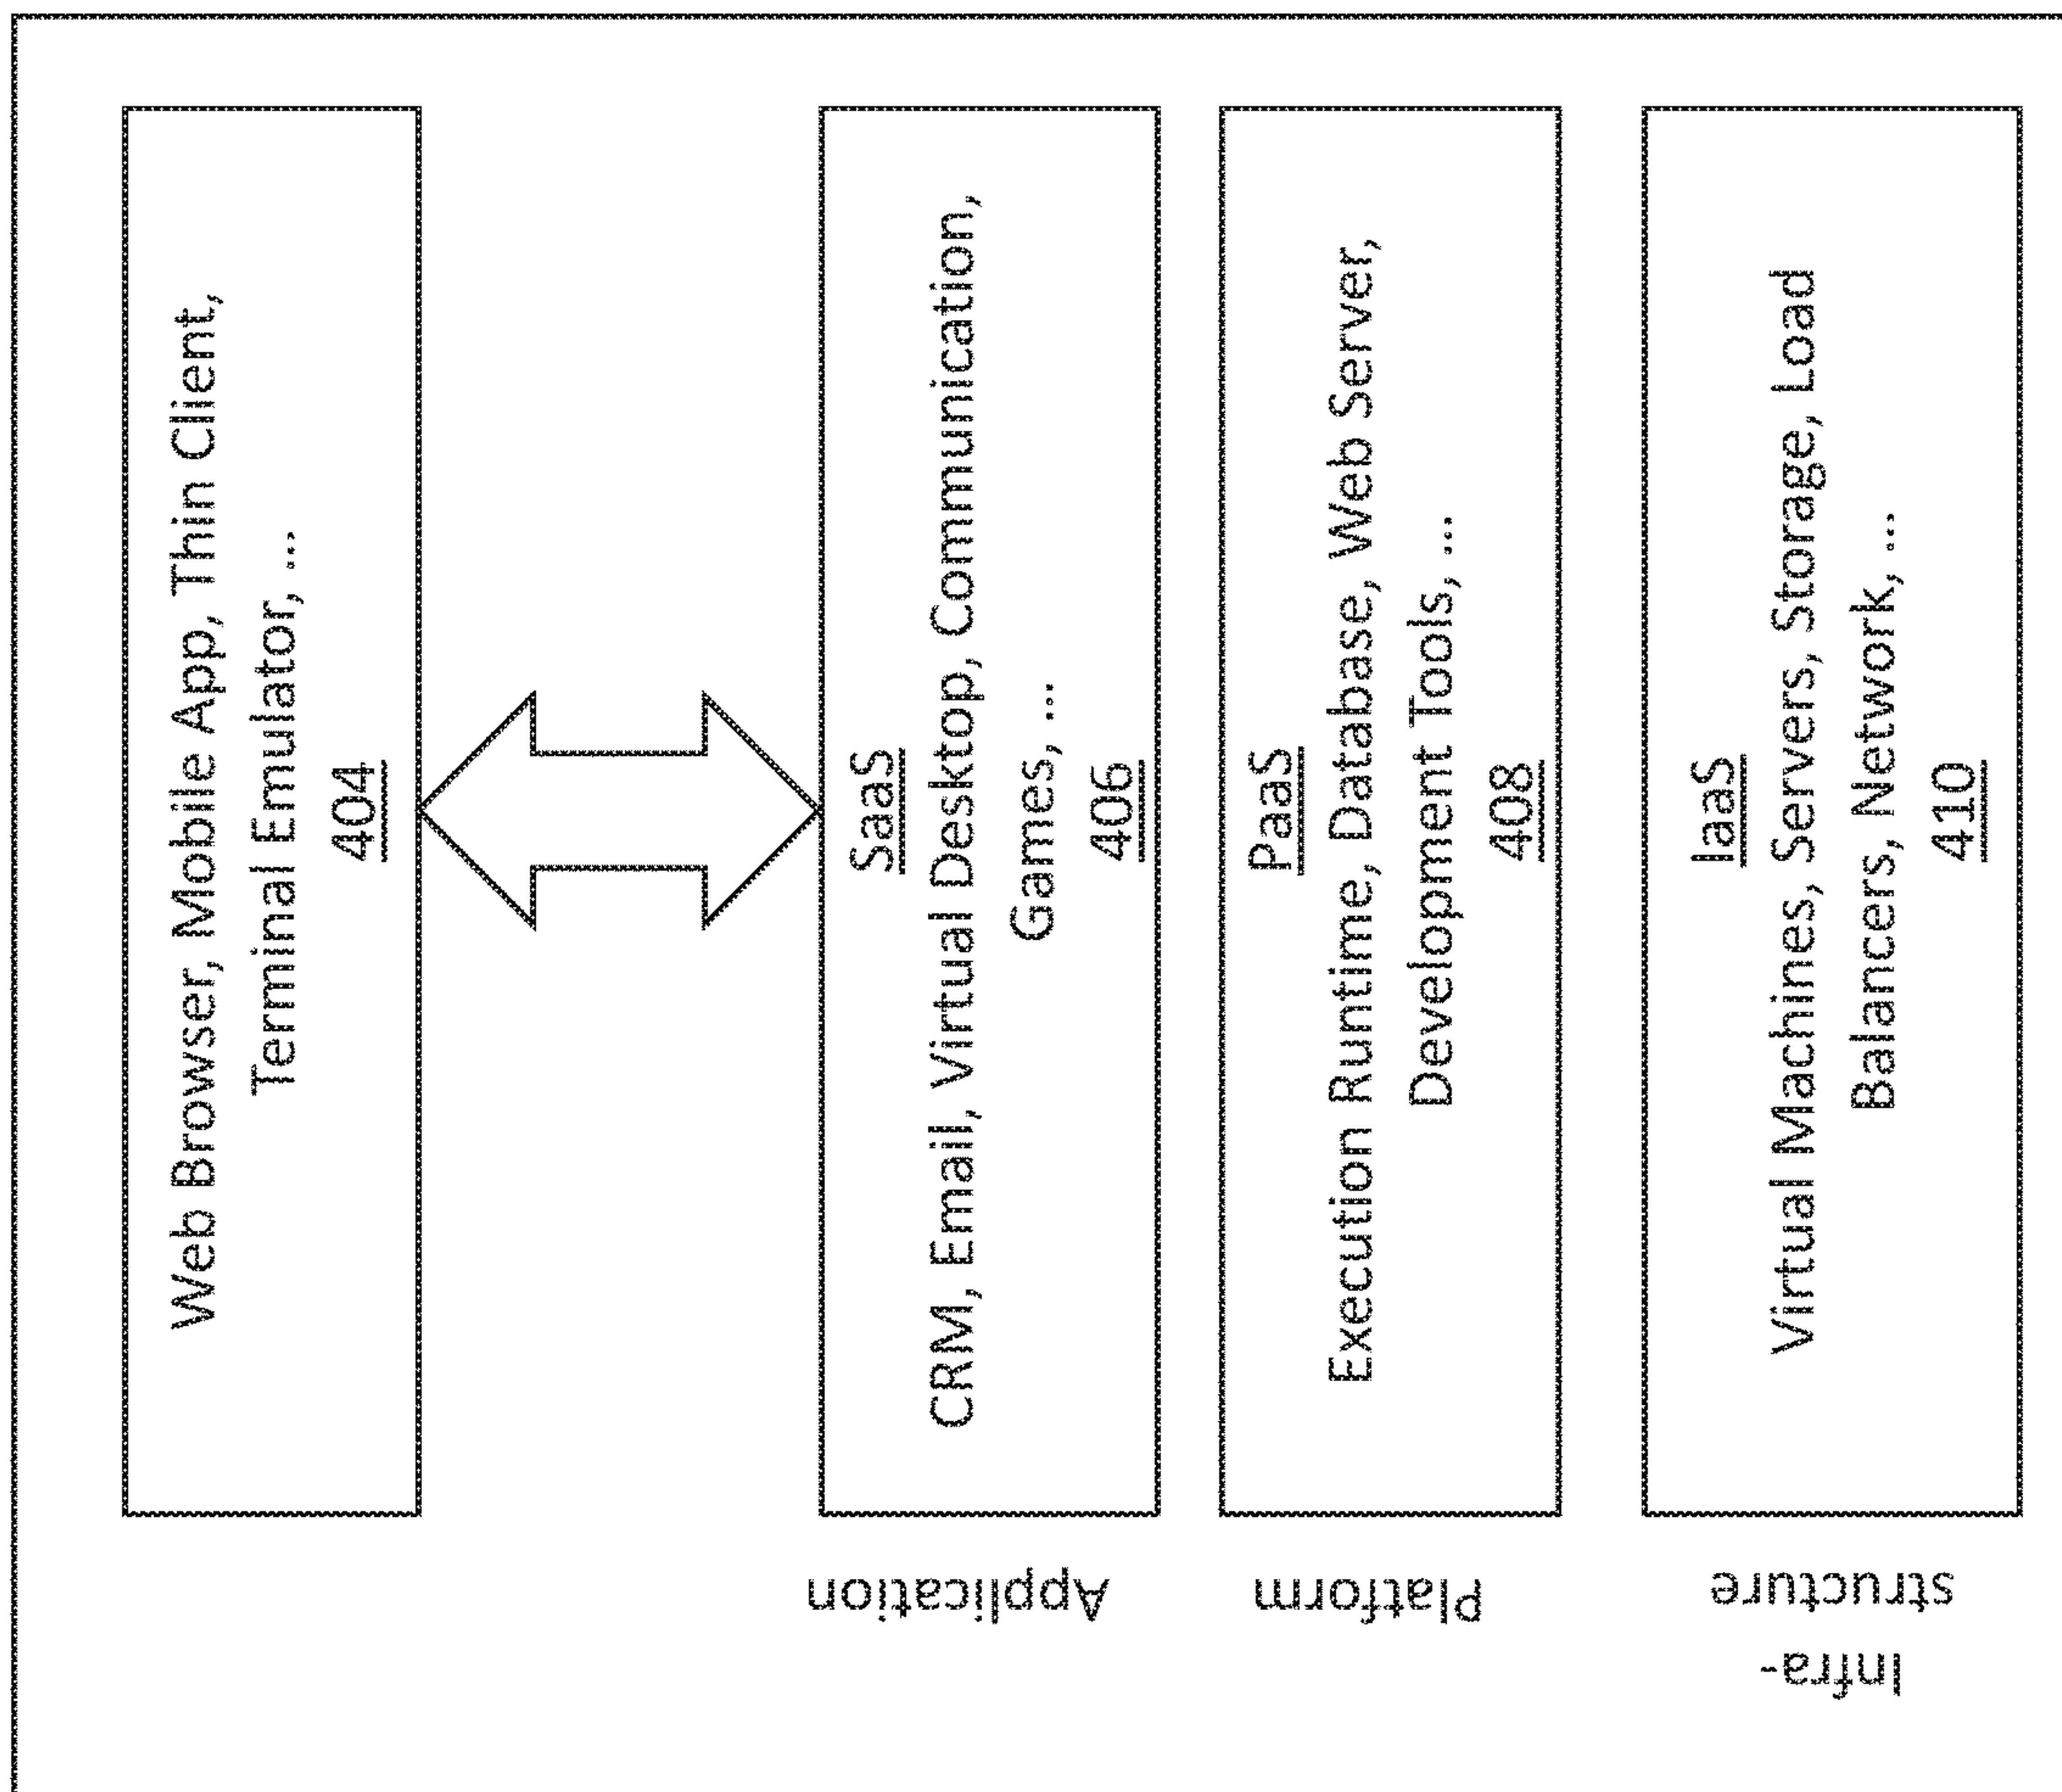 Web Browser, Mobile App, Thin Client,
Terminal Emulator, ...
404
Application
SaaS
CRM, Email, Virtual Desktop, Communication,
Games, ...
406
Platform
PaaS
Execution Runtime, Database, Web Server,
Development Tools, ...
408
Infra-
structure
IaaS
Virtual Machines, Servers, Storage, Load
Balancers, Network, ...
410